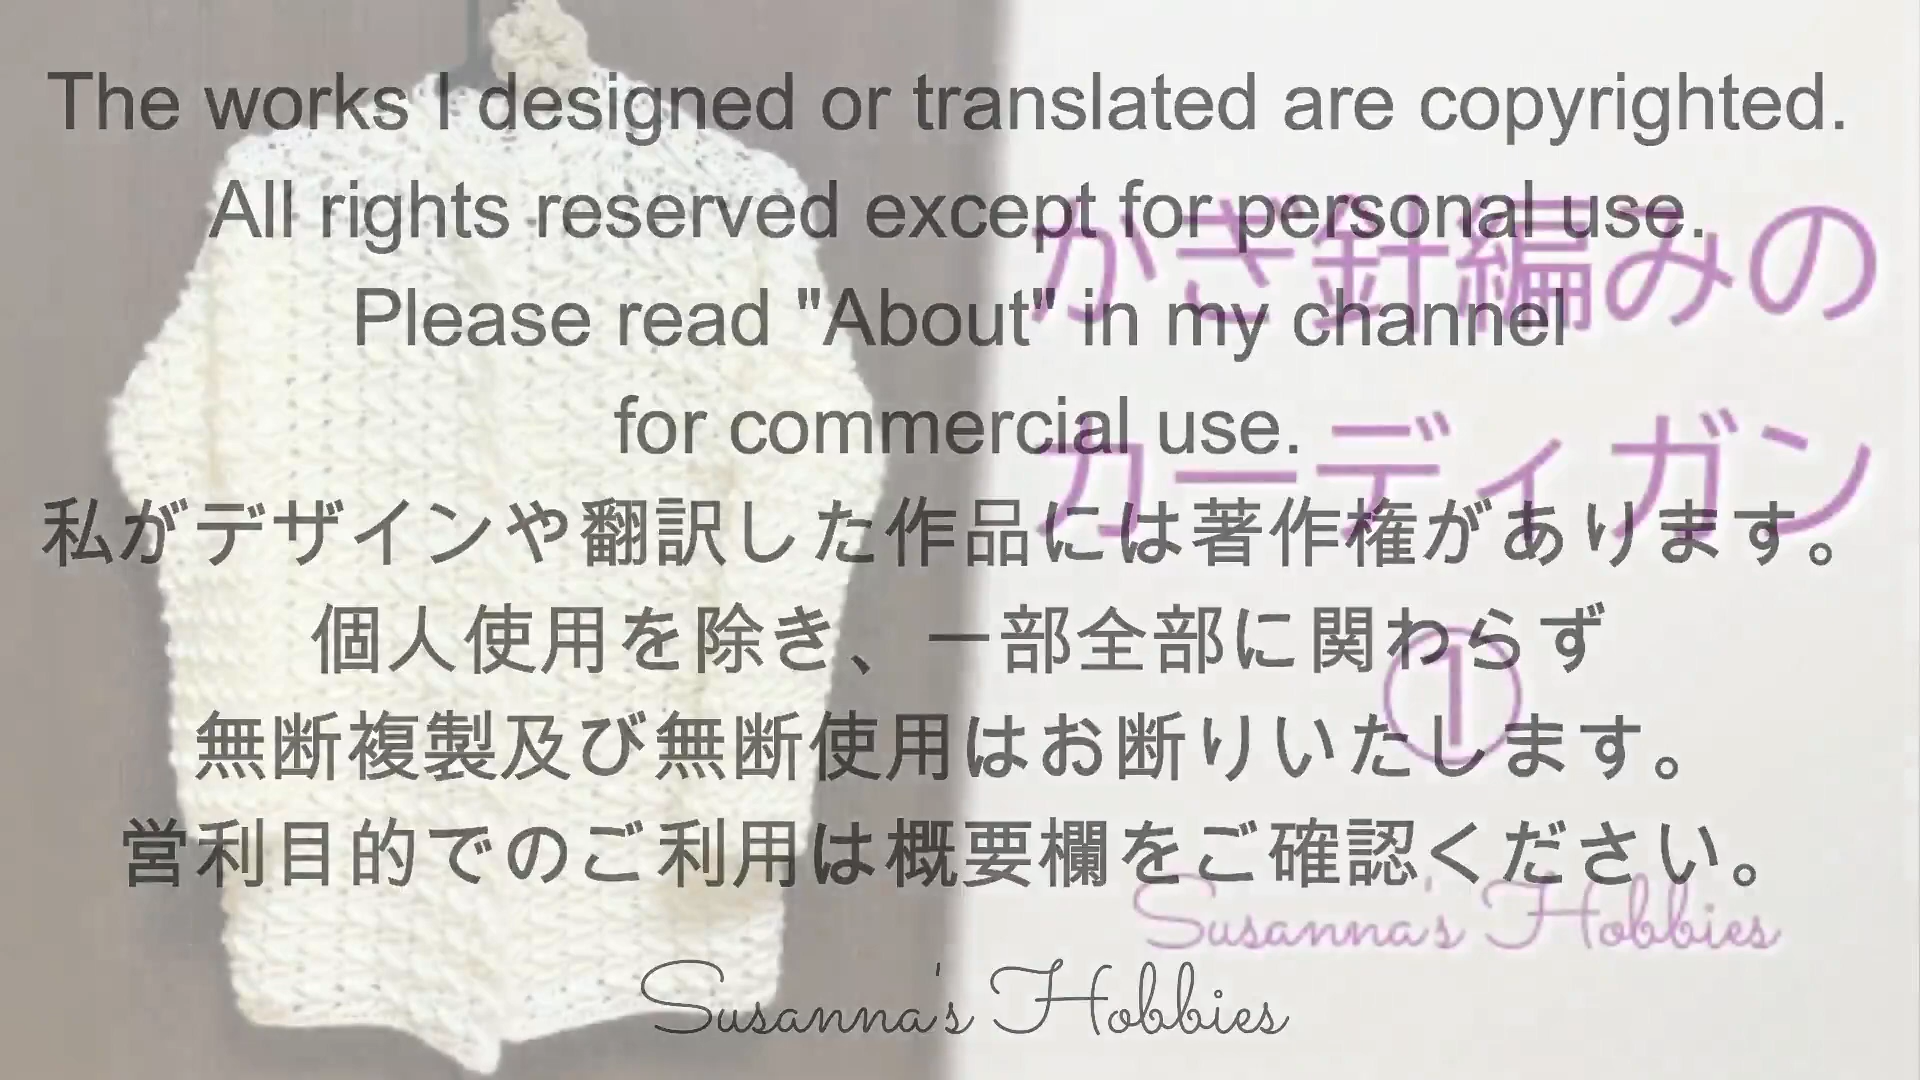 The works I designed or translated are copyrighted.
All rights reserved except for personal use.
Please read "About" in my channel
for commercial use.
私がデザインや翻訳した作品には著作権があります。
個人使用を除き、一部全部に関わらず
無断複製及び無断使用はお断りいたします。
営利目的でのご利用は概要欄をご確認ください。
Susanna's Hobbies
かぎ針編みの
カーディガン
①
Susanna's Hobbies